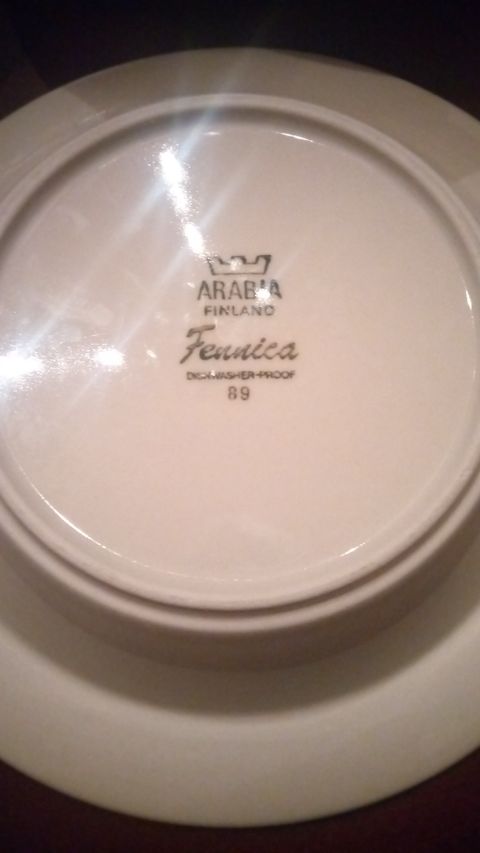 ARABIA
FINLAND
Fennica
DISHWASHER-PROOF
89